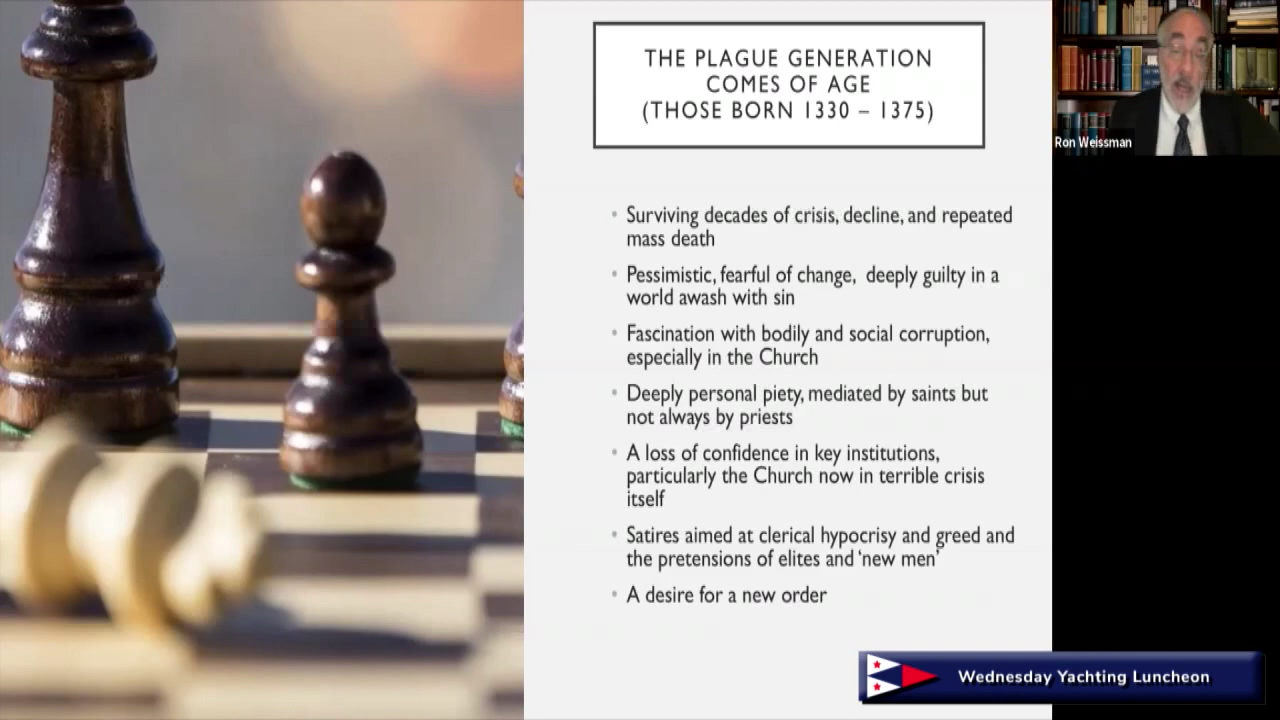 THE PLAGUE GENERATION
COMES OF AGE
(THOSE BORN 1330 – 1375)
Ron Weissman
• Surviving decades of crisis, decline, and repeated
mass death
• Pessimistic, fearful of change,  deeply guilty in a
world awash with sin
• Fascination with bodily and social corruption,
especially in the Church
• Deeply personal piety, mediated by saints but
not always by priests
• A loss of confidence in key institutions,
particularly the Church now in terrible crisis
itself
• Satires aimed at clerical hypocrisy and greed and
the pretensions of elites and ‘new men’
• A desire for a new order
Wednesday Yachting Luncheon